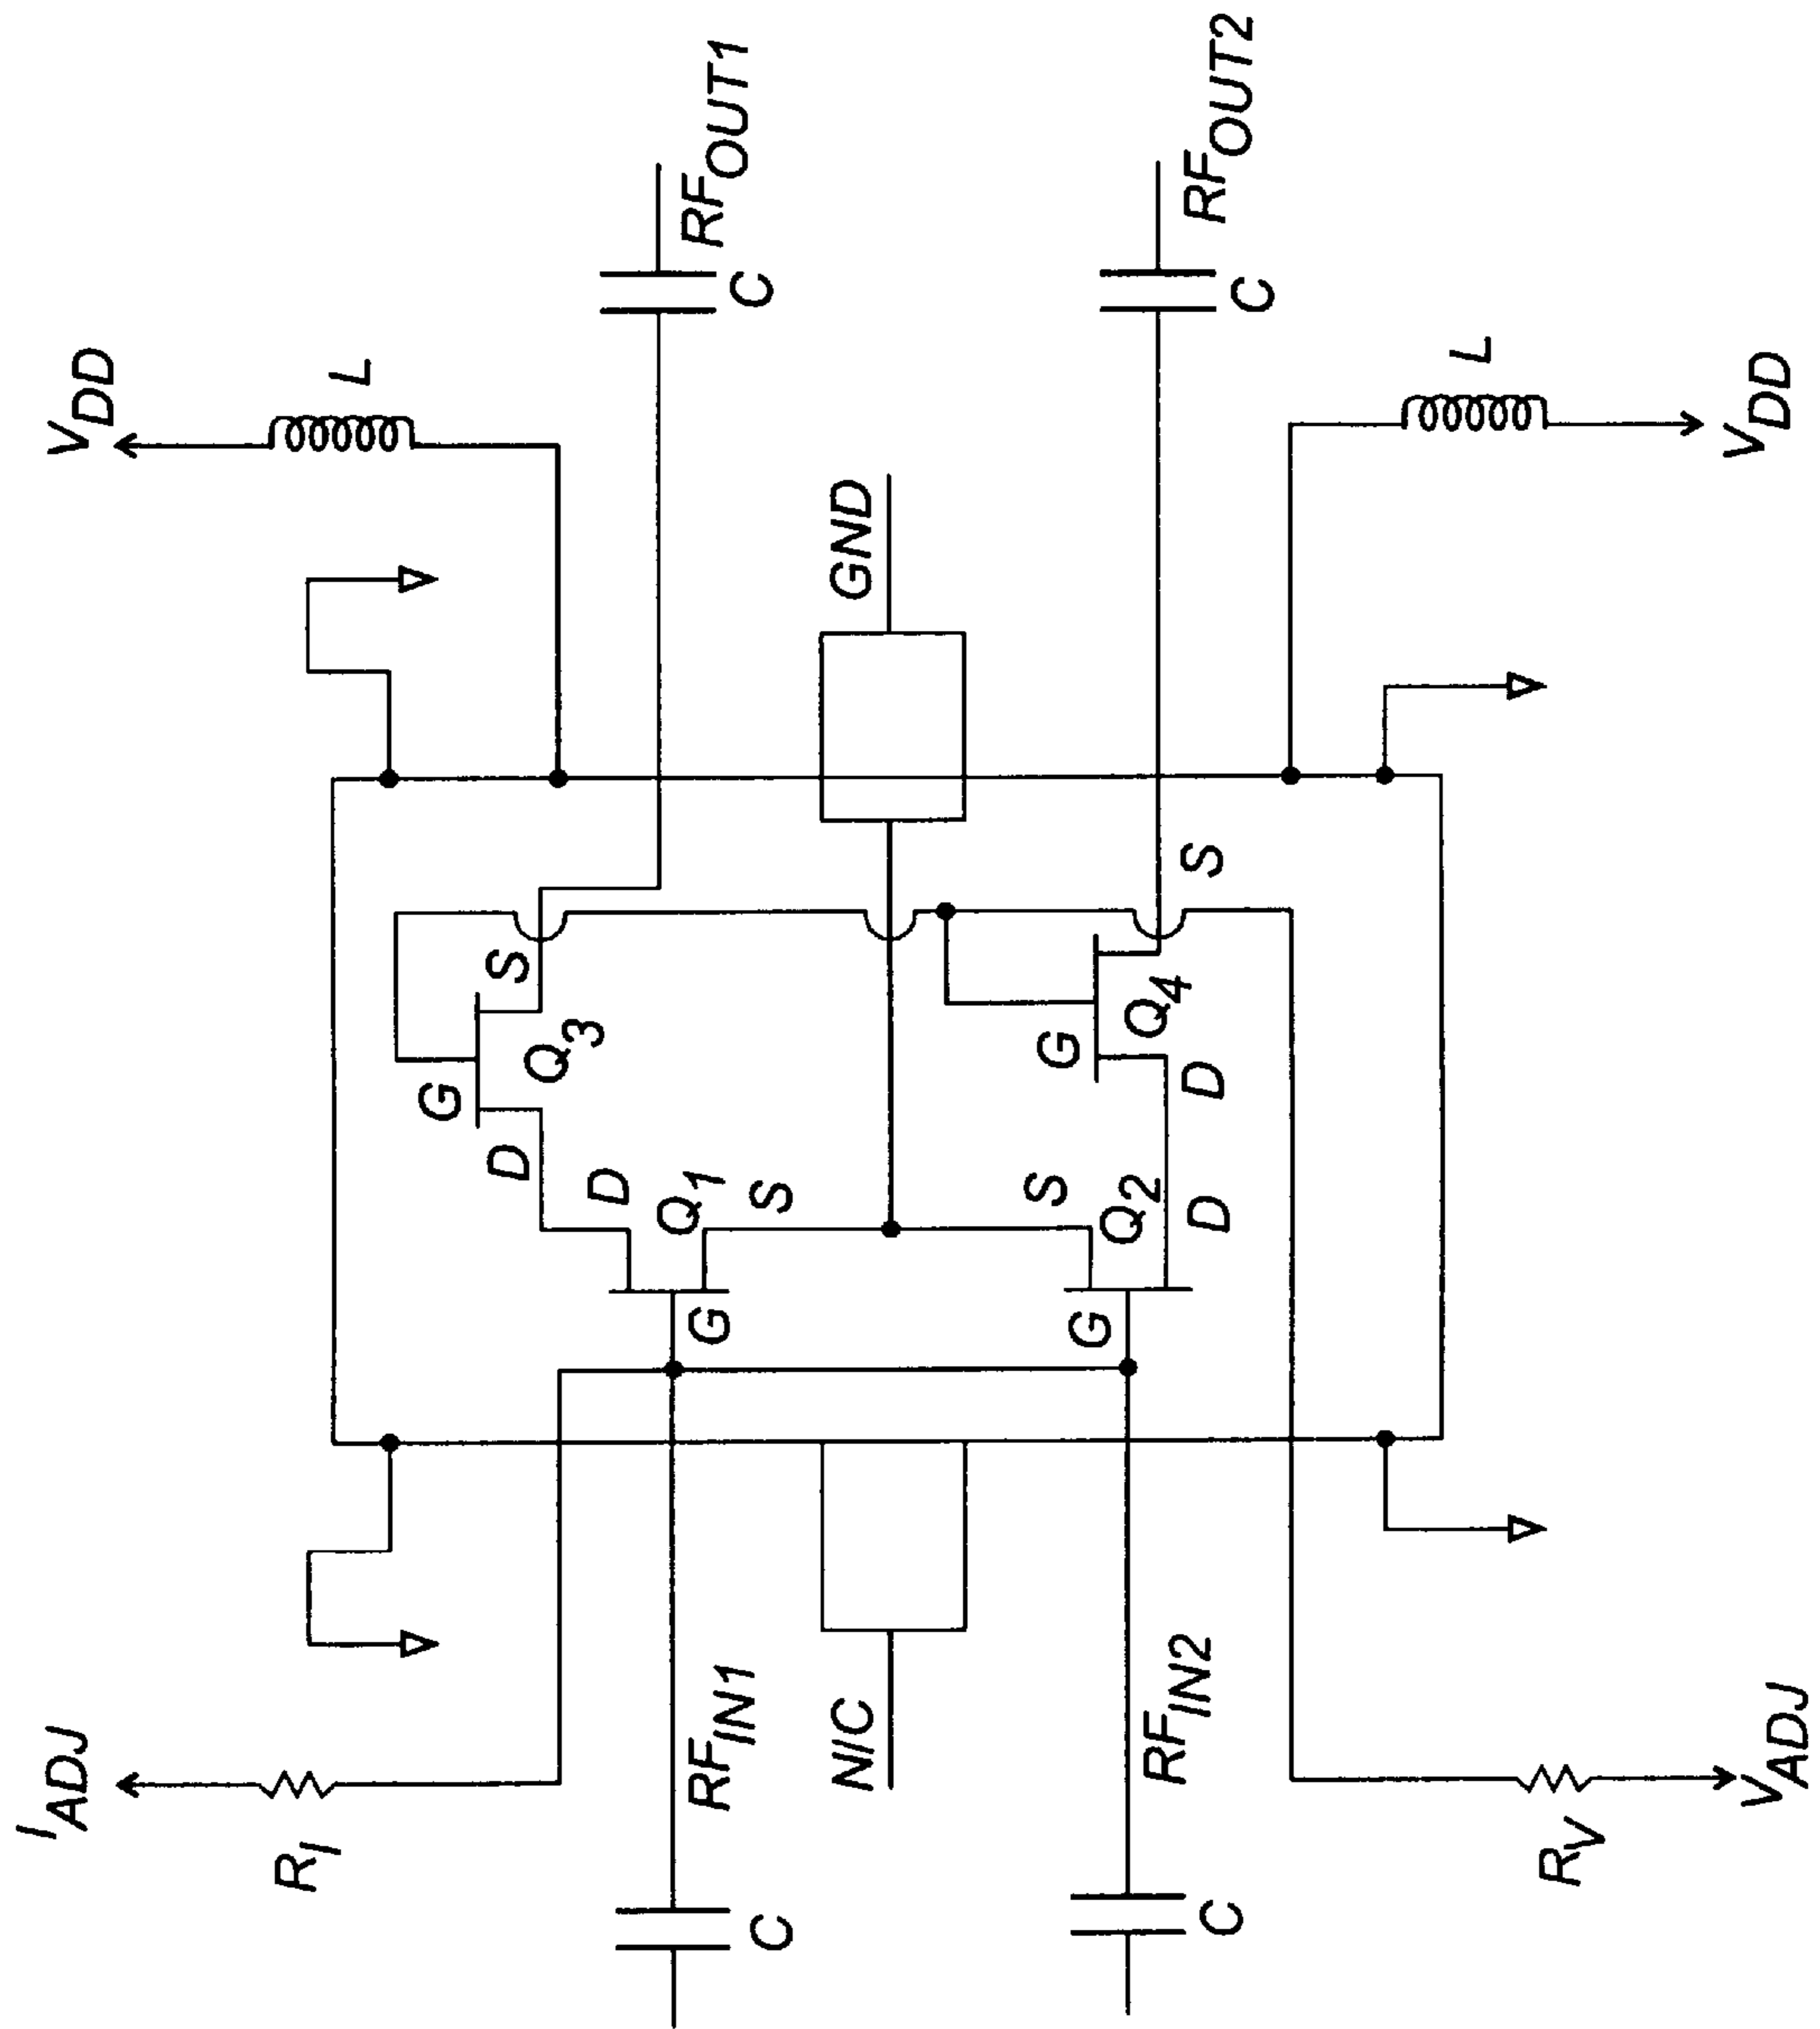 V_DD
L
RF_OUT1
C
RF_OUT2
C
V_DD
L
GND
S
S
G
Q_3
G
Q_4
D
D
D
Q_1
S
S
Q_2
D
G
G
I_ADJ
R_I
RF_IN1
N/C
RF_IN2
V_ADJ
R_V
C
C